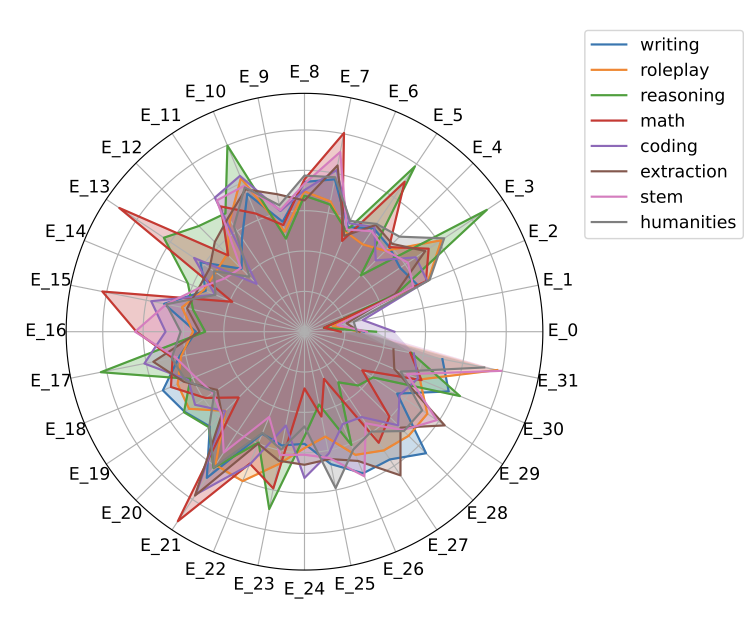 E_0
E_1
E_2
E_3
E_4
E_5
E_6
E_7
E_8
E_9
E_10
E_11
E_12
E_13
E_14
E_15
E_16
E_17
E_18
E_19
E_20
E_21
E_22
E_23
E_24
E_25
E_26
E_27
E_28
E_29
E_30
E_31
writing
roleplay
reasoning
math
coding
extraction
stem
humanities